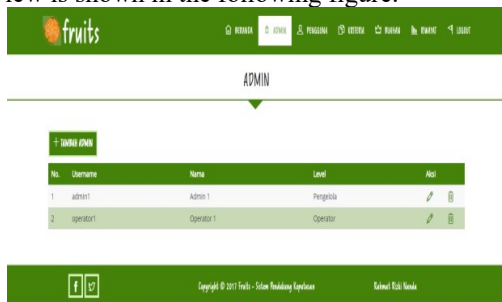 iew is shown in the following figure.
fruits
BERANDA ADMIN PENGGUNA KRITERIA RUMAH RIWAYAT LOGOUT
ADMIN
+ TAMBAH ADMIN
No. Username Nama Level Aksi
1 admin1 Admin 1 Pengelola
2 operator1 Operator 1 Operator
Copyright © 2017 Fruits - Sistem Pendukung Keputusan Rahmat Rizki Nanda